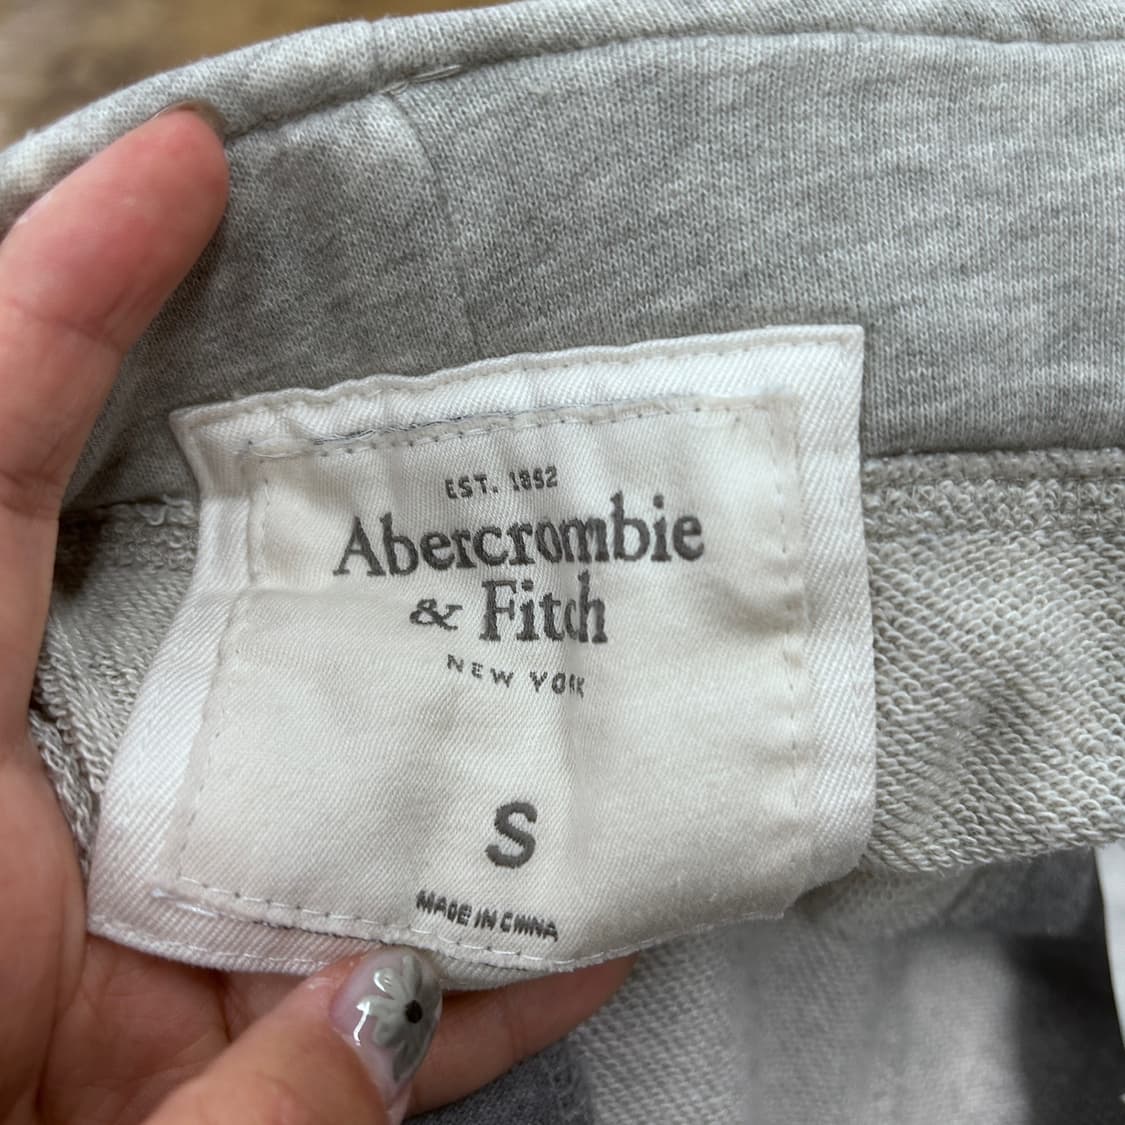 EST. 1892
Abercrombie
& Fitch
NEW YORK
S
MADE IN CHINA